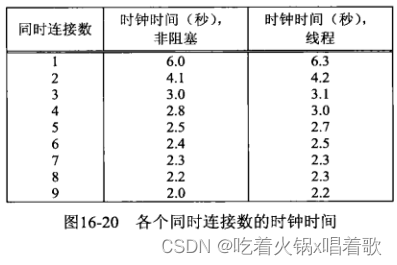 同时连接数 时钟时间(秒), 非阻塞 时钟时间(秒), 线程
1 6.0 6.3
2 4.1 4.2
3 3.0 3.1
4 2.8 3.0
5 2.5 2.7
6 2.4 2.5
7 2.3 2.3
8 2.2 2.3
9 2.0 2.2
图16-20 各个同时连接数的时钟时间
CSDN @吃着火锅x唱着歌